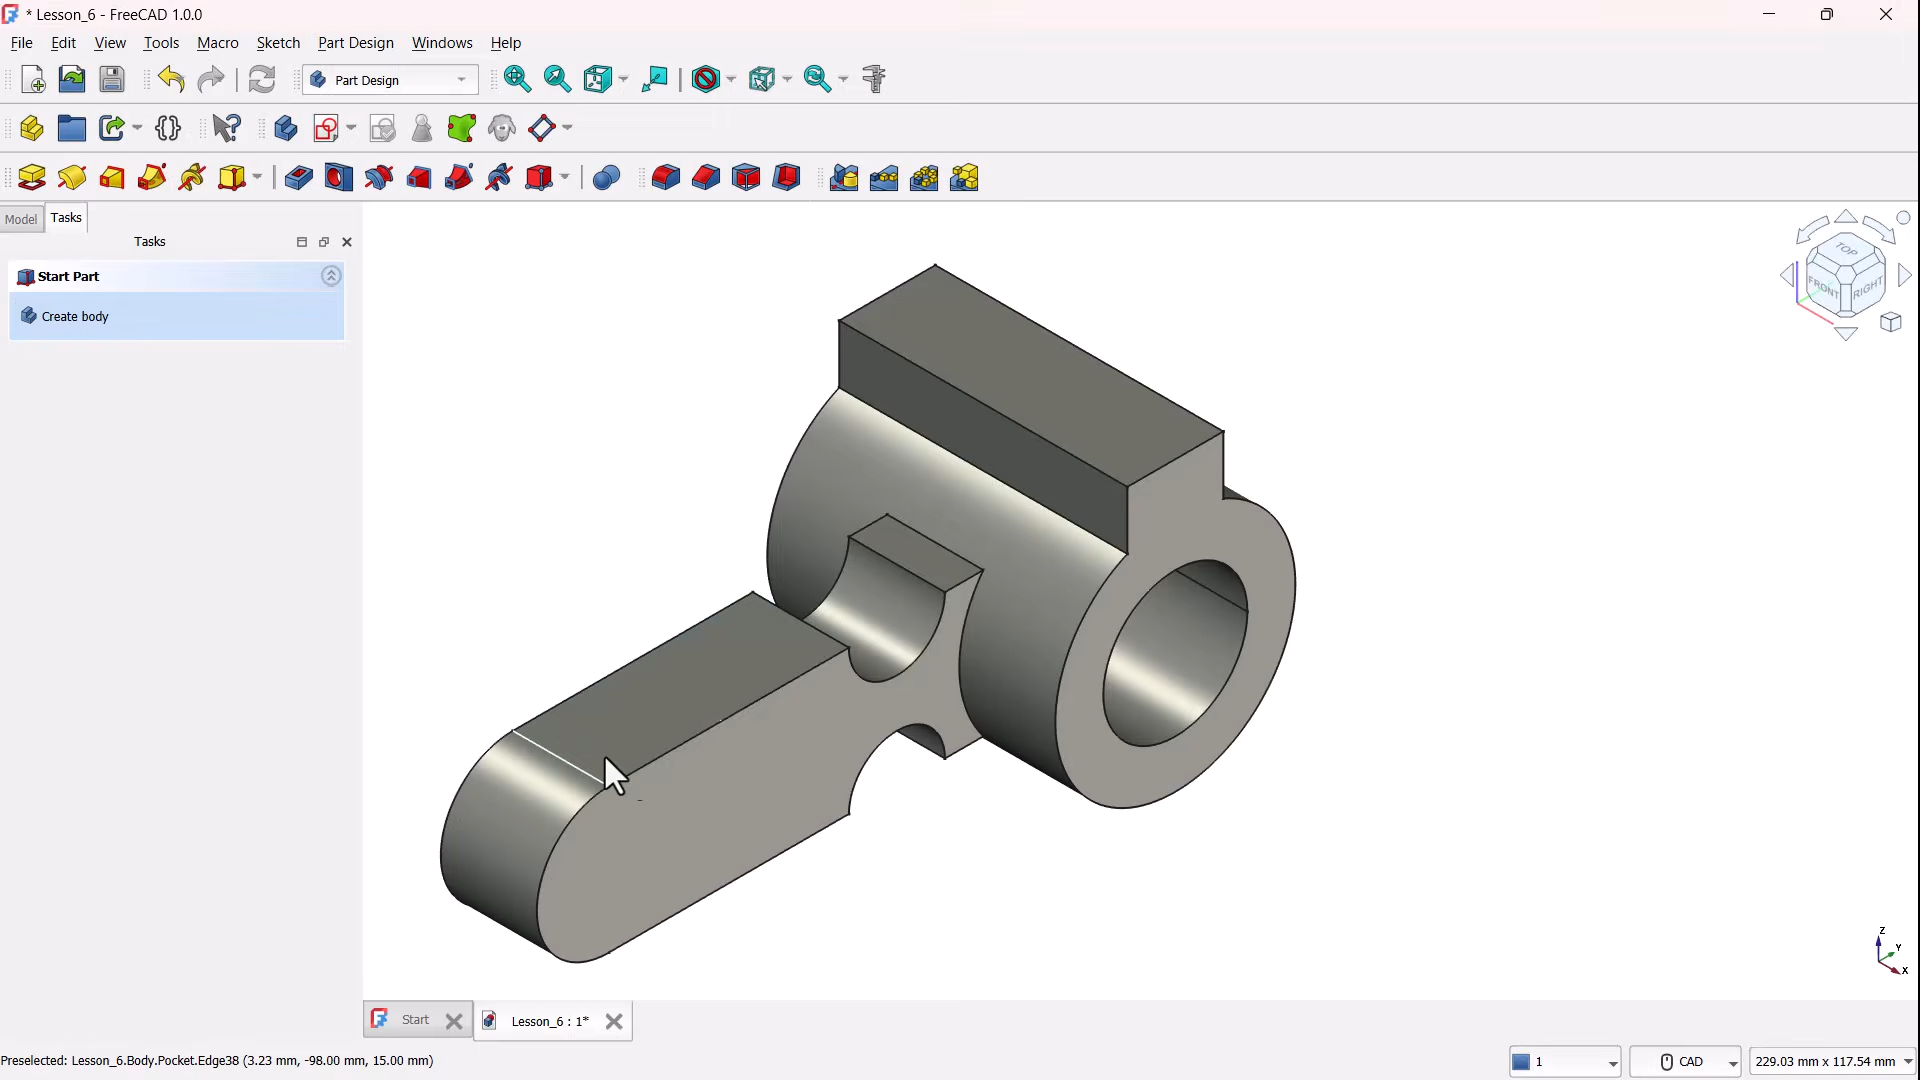 * Lesson_6 - FreeCAD 1.0.0
File Edit View Tools Macro Sketch Part Design Windows Help
Part Design
Model Tasks
Tasks
Start Part
Create body
TOP
FRONT RIGHT
Z
Y
X
Start Lesson_6 : 1*
Preselected: Lesson_6.Body.Pocket.Edge38 (3.23 mm, -98.00 mm, 15.00 mm) 1 CAD 229.03 mm x 117.54 mm